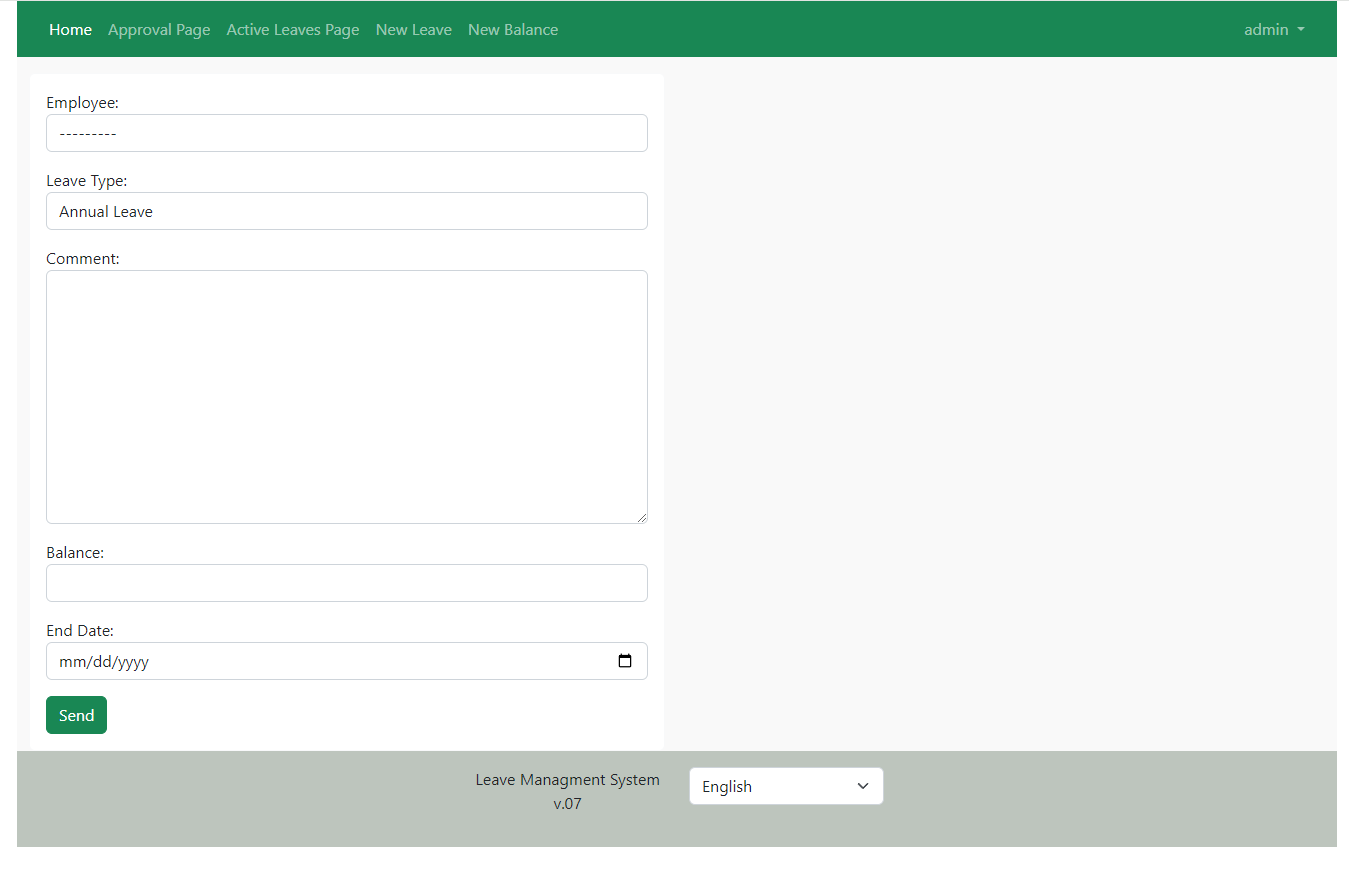 Home Approval Page Active Leaves Page New Leave New Balance admin
Employee:
---------
Leave Type:
Annual Leave
Comment:
Balance:
End Date:
mm/dd/yyyy
Send
Leave Managment System
v.07
English